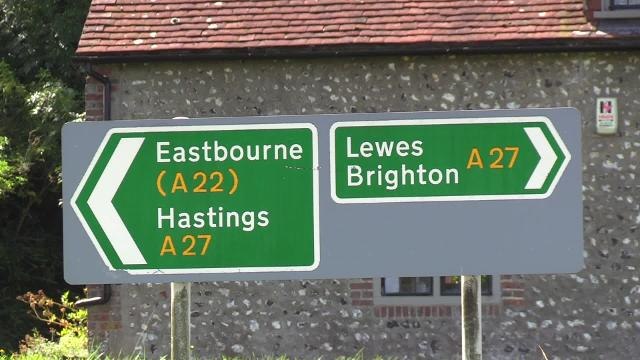 Eastbourne
(A22)
Hastings
A27
Lewes
Brighton
A27